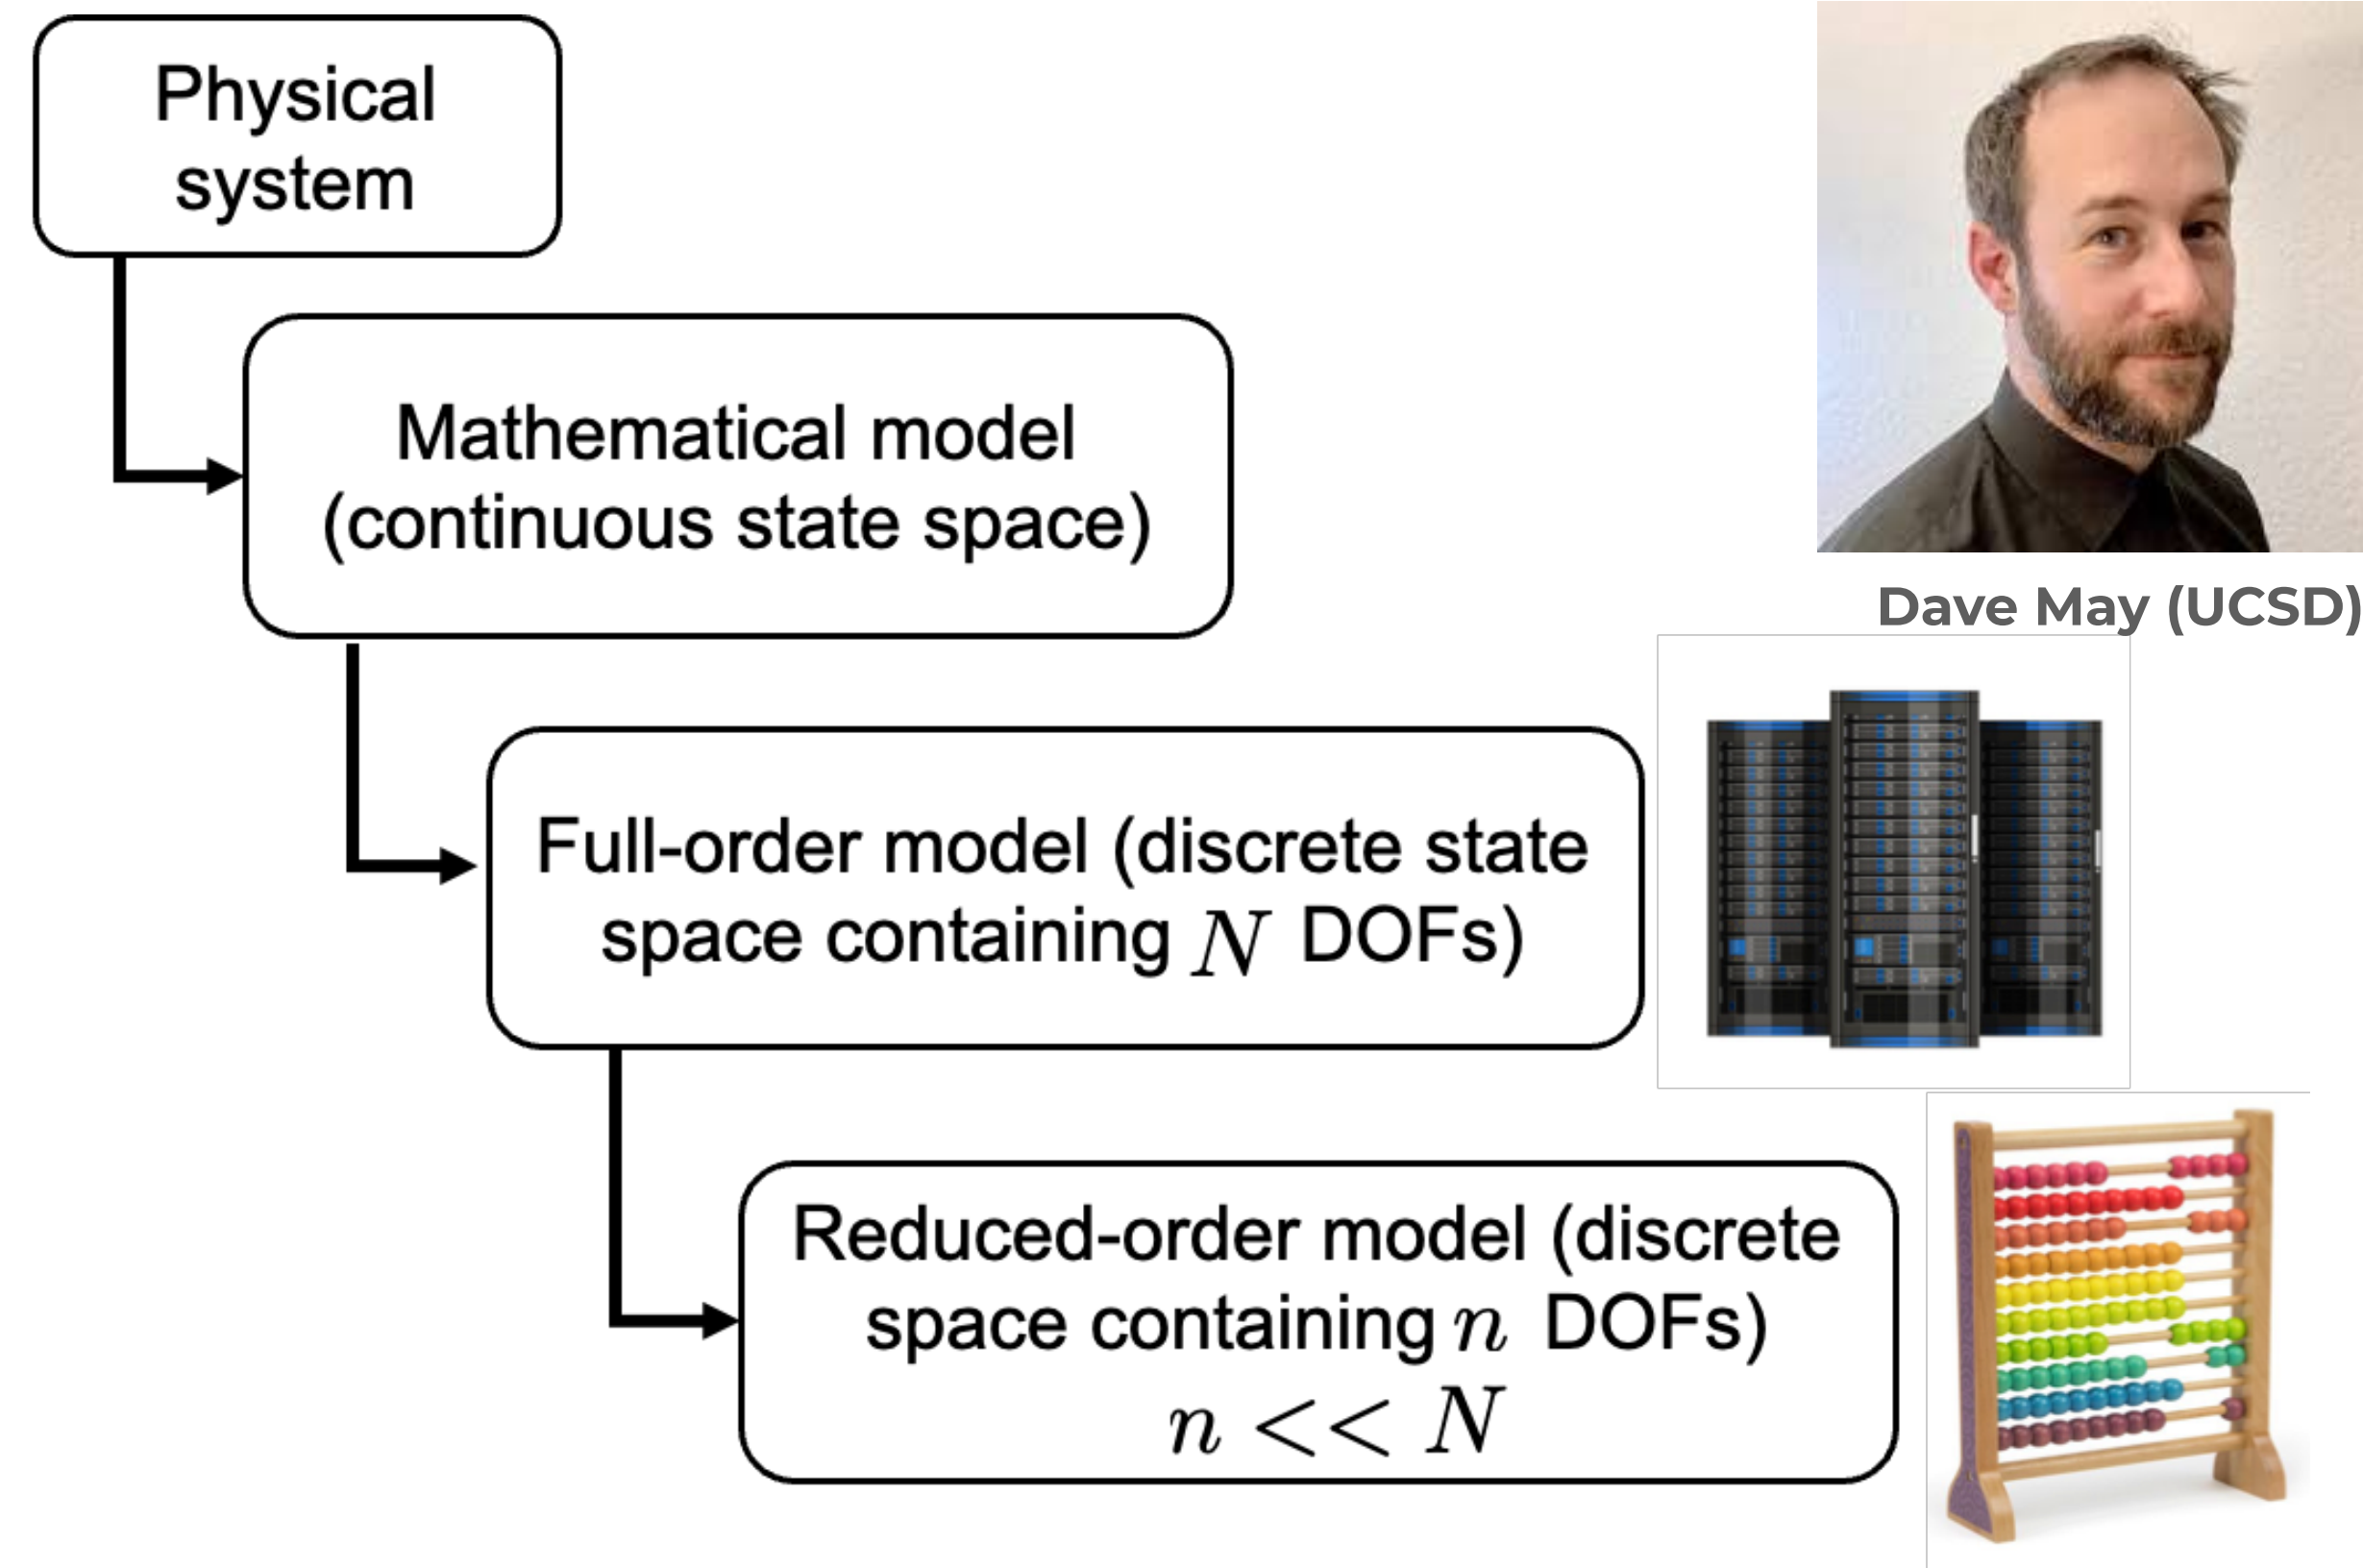 Physical
system
Mathematical model
(continuous state space)
Dave May (UCSD)
Full-order model (discrete state
space containing N DOFs)
Reduced-order model (discrete
space containing n DOFs)
n << N